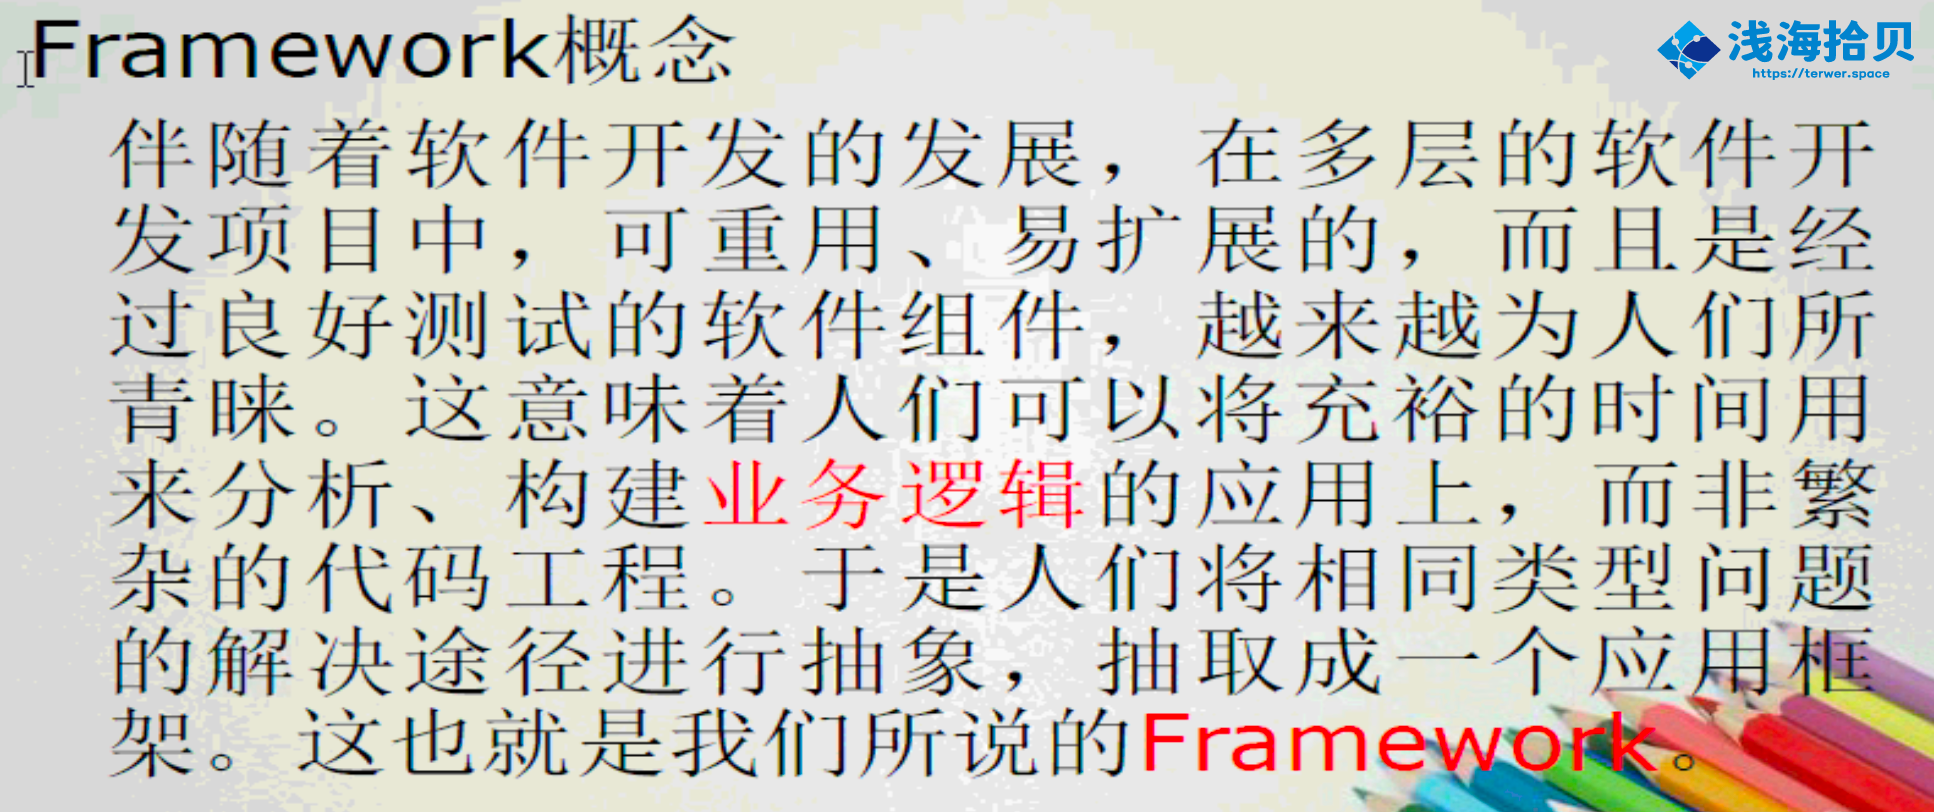 Framework概念
浅海拾贝
https://terwer.space
伴随着软件开发的发展，在多层的软件开
发项目中，可重用、易扩展的，而且是经
过良好测试的软件组件，越来越为人们所
青睐。这意味着人们可以将充裕的时间用
来分析、构建业务逻辑的应用上，而非繁
杂的代码工程。于是人们将相同类型问题
的解决途径进行抽象，抽取成一个应用框
架。这也就是我们所说的Framework。